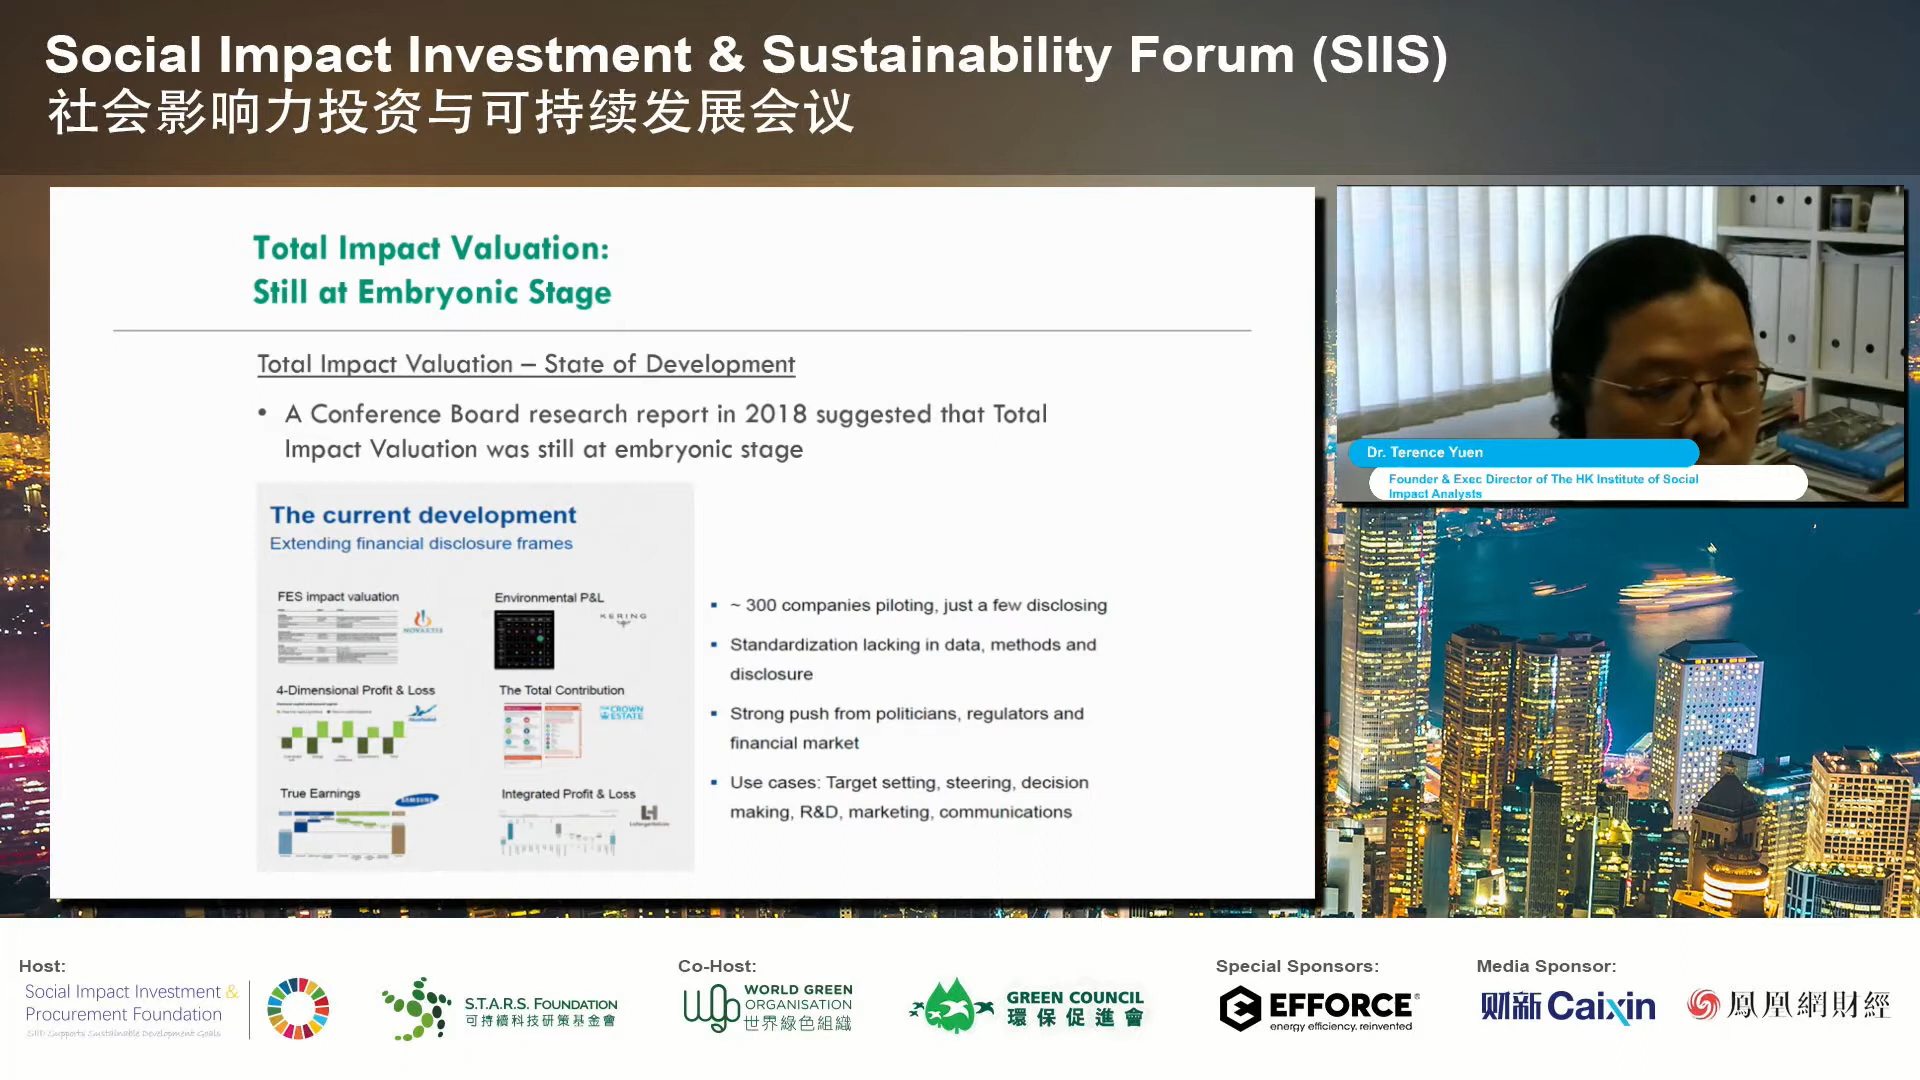 Social Impact Investment & Sustainability Forum (SIIS)
社会影响力投资与可持续发展会议
Total Impact Valuation:
Still at Embryonic Stage
Total Impact Valuation – State of Development
• A Conference Board research report in 2018 suggested that Total
Impact Valuation was still at embryonic stage
The current development
Extending financial disclosure frames
FES impact valuation
NOVARTIS
Environmental P&L
KERING
4-Dimensional Profit & Loss
The Total Contribution
THE CROWN
ESTATE
True Earnings
SAMSUNG
Integrated Profit & Loss
LafargeHolcim
▪ ~ 300 companies piloting, just a few disclosing
▪ Standardization lacking in data, methods and
disclosure
▪ Strong push from politicians, regulators and
financial market
▪ Use cases: Target setting, steering, decision
making, R&D, marketing, communications
Dr. Terence Yuen
Founder & Exec Director of The HK Institute of Social
Impact Analysts
Host:
Social Impact Investment &
Procurement Foundation
SIIP Supports Sustainable Development Goals
S.T.A.R.S. FOUNDATION
可持續科技研策基金會
Co-Host:
WORLD GREEN
ORGANISATION
世界綠色組織
GREEN COUNCIL
環保促進會
Special Sponsors:
EFFORCE®
energy efficiency. reinvented
Media Sponsor:
财新 Caixin
鳳凰網財經